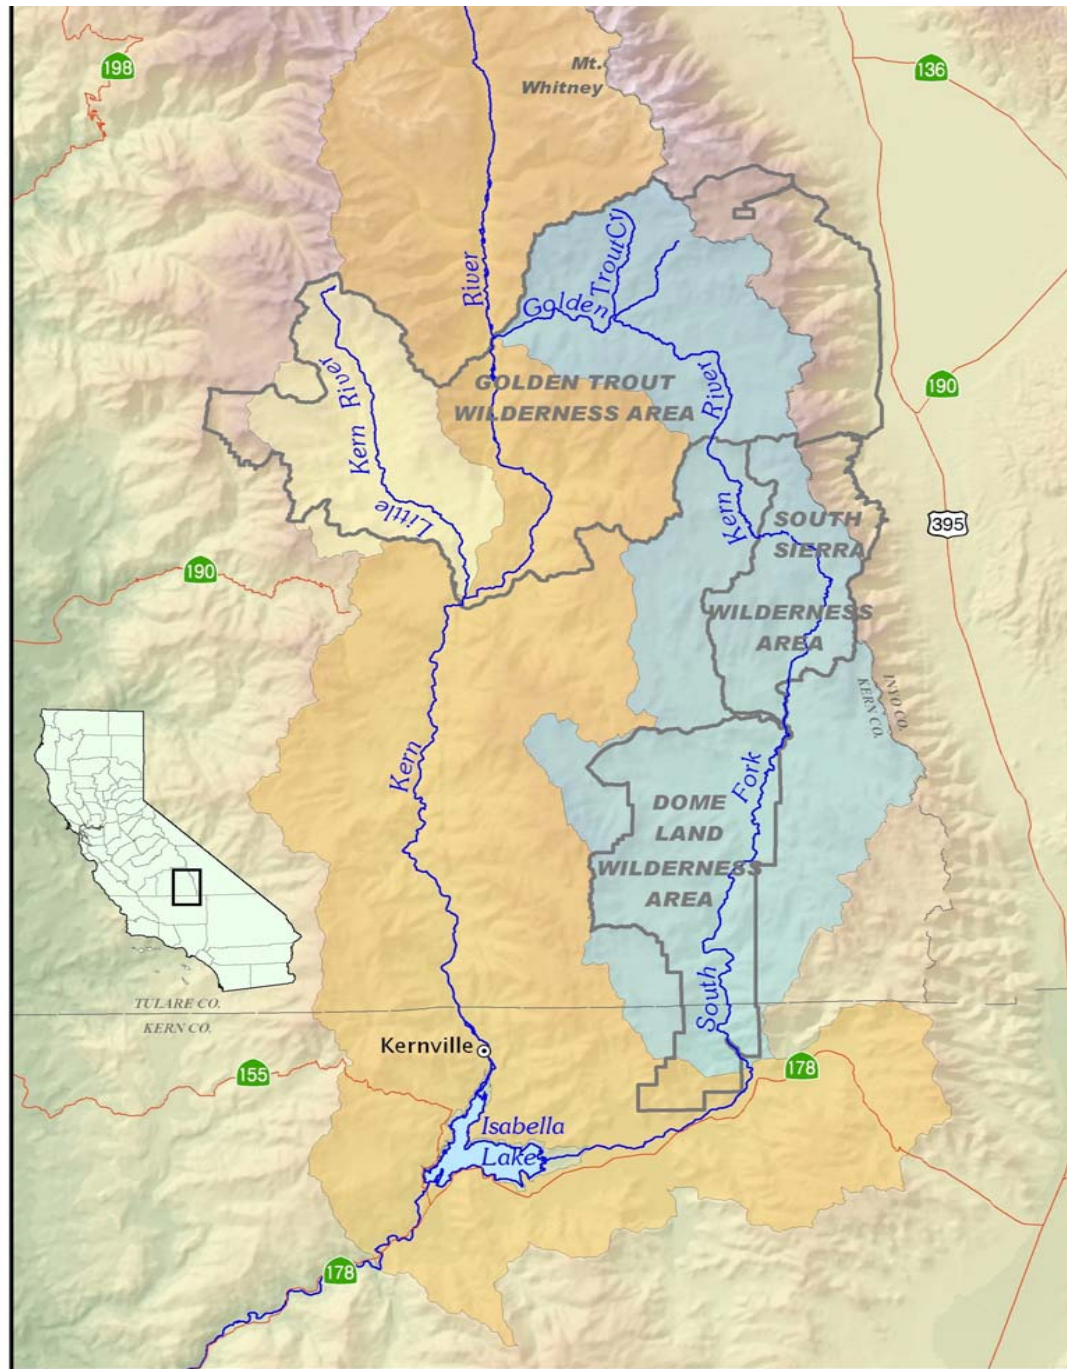 198
136
Mt.
Whitney
River
Golden
Trout Cr
190
GOLDEN TROUT
WILDERNESS AREA
River
Little Kern River
Kern
395
SOUTH
SIERRA
WILDERNESS
AREA
190
INYO CO.
KERN CO.
Kern
Fork
DOME
LAND
WILDERNESS
AREA
South
TULARE CO.
KERN CO.
Kernville
155
178
Isabella
Lake
178